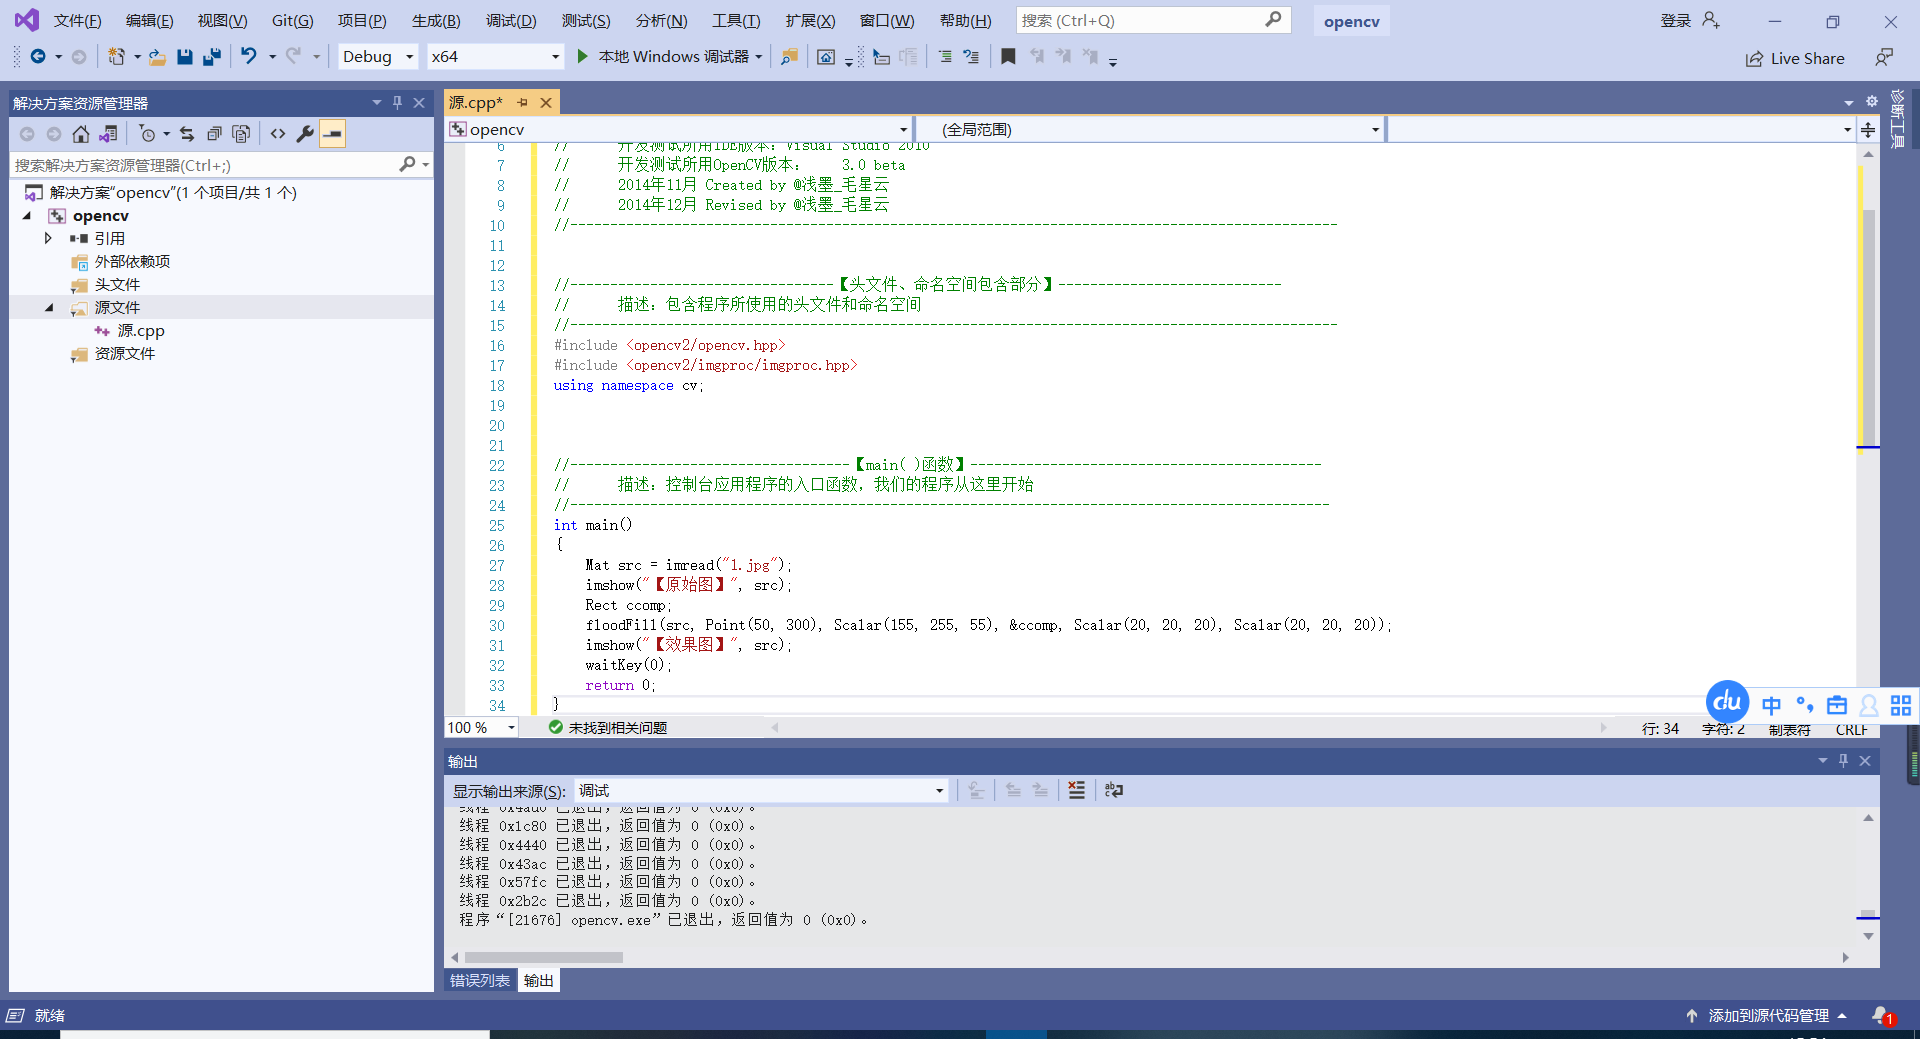 文件(F) 编辑(E) 视图(V) Git(G) 项目(P) 生成(B) 调试(D) 测试(S) 分析(N) 工具(T) 扩展(X) 窗口(W) 帮助(H) 搜索 (Ctrl+Q) opencv 登录
Debug x64 本地 Windows 调试器 Live Share
解决方案资源管理器
搜索解决方案资源管理器(Ctrl+;)
解决方案"opencv"(1 个项目/共 1 个)
opencv
引用
外部依赖项
头文件
源文件
源.cpp
资源文件
源.cpp*
opencv (全局范围)
6 // 开发测试所用IDE版本: Visual Studio 2010
7 // 开发测试所用OpenCV版本: 3.0 beta
8 // 2014年11月 Created by @浅墨_毛星云
9 // 2014年12月 Revised by @浅墨_毛星云
10 //------------------------------------------------------------------------------------------------
11
12
13 //---------------------------------【头文件、命名空间包含部分】----------------------------
14 // 描述: 包含程序所使用的头文件和命名空间
15 //------------------------------------------------------------------------------------------------
16 #include <opencv2/opencv.hpp>
17 #include <opencv2/imgproc/imgproc.hpp>
18 using namespace cv;
19
20
21
22 //-----------------------------------【main( )函数】--------------------------------------------
23 // 描述: 控制台应用程序的入口函数, 我们的程序从这里开始
24 //-----------------------------------------------------------------------------------------------
25 int main()
26 {
27 Mat src = imread("1.jpg");
28 imshow("【原始图】", src);
29 Rect ccomp;
30 floodFill(src, Point(50, 300), Scalar(155, 255, 55), &ccomp, Scalar(20, 20, 20), Scalar(20, 20, 20));
31 imshow("【效果图】", src);
32 waitKey(0);
33 return 0;
34 }
100 % 未找到相关问题 行: 34 字符: 2 制表符 CRLF
du 中
诊断工具
输出
显示输出来源(S): 调试
线程 0x4ad0 已退出，返回值为 0 (0x0)。
线程 0x1c80 已退出，返回值为 0 (0x0)。
线程 0x4440 已退出，返回值为 0 (0x0)。
线程 0x43ac 已退出，返回值为 0 (0x0)。
线程 0x57fc 已退出，返回值为 0 (0x0)。
线程 0x2b2c 已退出，返回值为 0 (0x0)。
程序“[21676] opencv.exe”已退出，返回值为 0 (0x0)。
错误列表 输出
就绪 添加到源代码管理 1